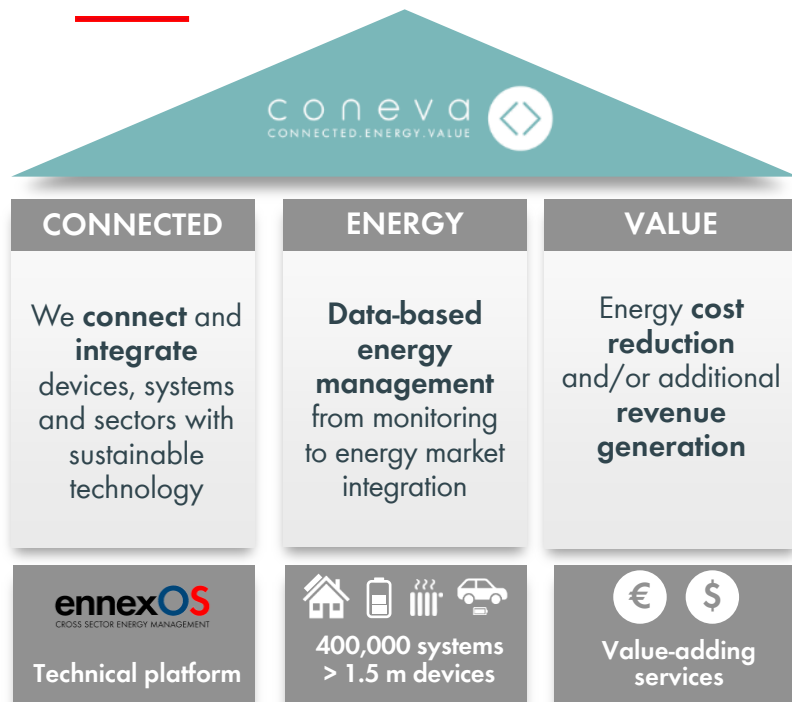 coneva
CONNECTED.ENERGY.VALUE
CONNECTED
We connect and
integrate
devices, systems
and sectors with
sustainable
technology
ennexOS
CROSS SECTOR ENERGY MANAGEMENT
Technical platform
ENERGY
Data-based
energy
management
from monitoring
to energy market
integration
400,000 systems
> 1.5 m devices
VALUE
Energy cost
reduction
and/or additional
revenue
generation
€ $
Value-adding
services